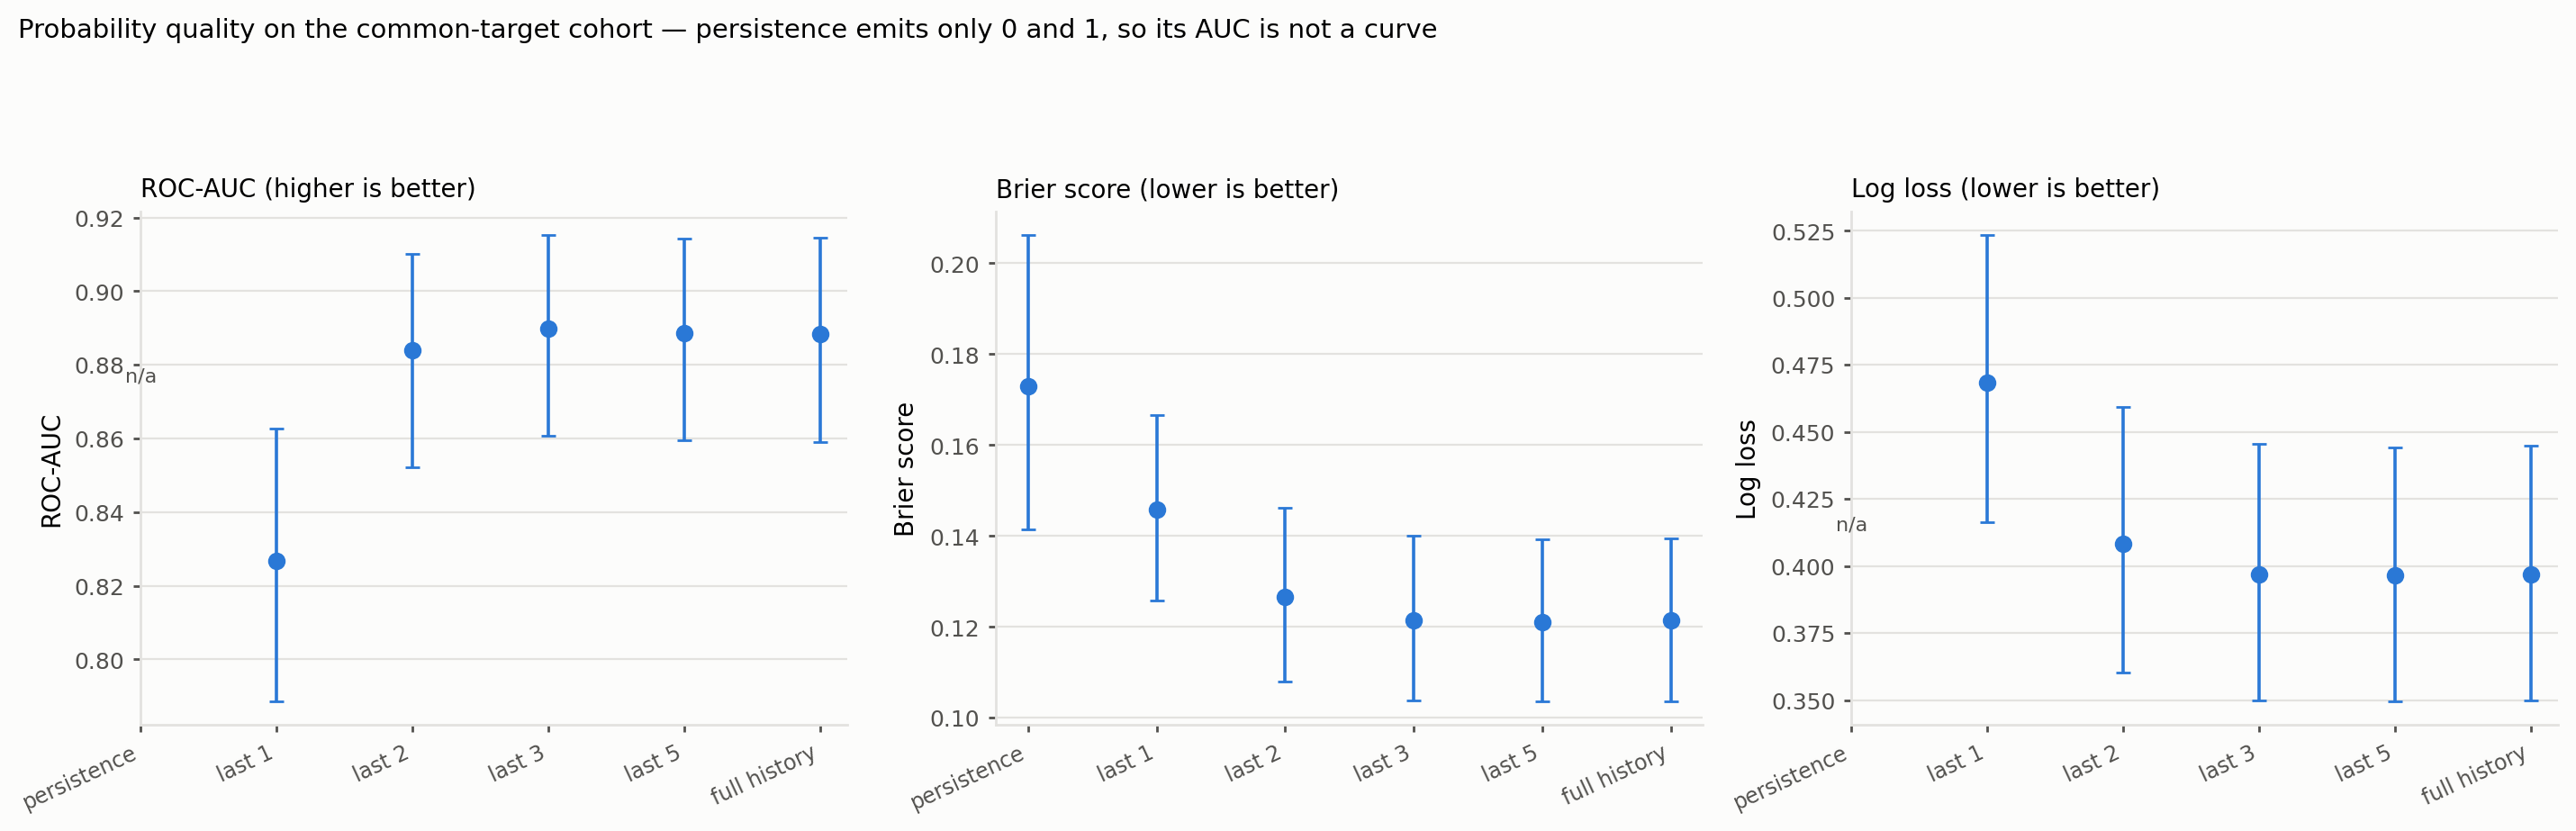 Probability quality on the common-target cohort — persistence emits only 0 and 1, so its AUC is not a curve
ROC-AUC (higher is better)
ROC-AUC
0.92
0.90
0.88
0.86
0.84
0.82
0.80
n/a
persistence
last 1
last 2
last 3
last 5
full history
Brier score (lower is better)
Brier score
0.20
0.18
0.16
0.14
0.12
0.10
persistence
last 1
last 2
last 3
last 5
full history
Log loss (lower is better)
Log loss
0.525
0.500
0.475
0.450
0.425
0.400
0.375
0.350
n/a
persistence
last 1
last 2
last 3
last 5
full history